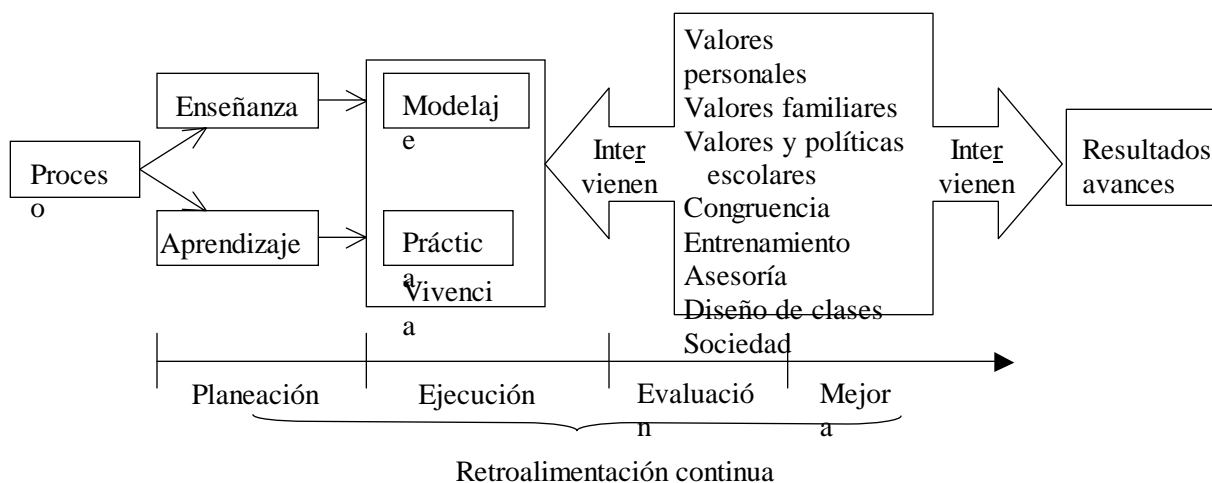 Proces
o
Enseñanza
Aprendizaje
Modelaj
e
Práctic
a
Vivenci
a
Inter
vienen
Valores
personales
Valores familiares
Valores y políticas
escolares
Congruencia
Entrenamiento
Asesoría
Diseño de clases
Sociedad
Inter
vienen
Resultados
avances
Planeación
Ejecución
Evaluació
n
Mejor
a
Retroalimentación continua